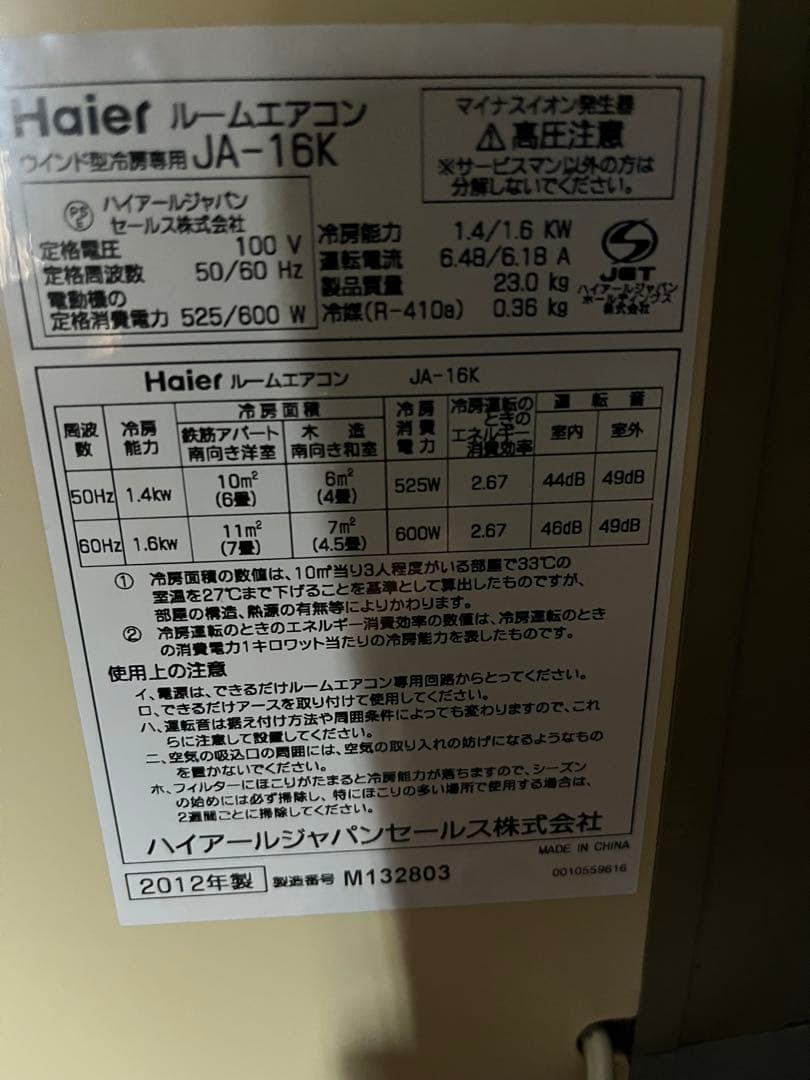 Haier ルームエアコン
ウインド型冷房専用 JA-16K
マイナスイオン発生器
⚠高圧注意
※サービスマン以外の方は
分解しないでください。
PSE ハイアールジャパン
セールス株式会社
定格電圧 100 V
定格周波数 50/60 Hz
電動機の
定格消費電力 525/600 W
冷房能力 1.4/1.6 KW
運転電流 6.48/6.18 A
製品質量 23.0 kg
冷媒(R-410a) 0.36 kg
JET
ハイアールジャパン
ホールディングス
株式会社
Haier ルームエアコン JA-16K
周波数 冷房能力 冷房面積 冷房消費電力 冷房運転のときのエネルギー消費効率 運転音
鉄筋アパート南向き洋室 木造南向き和室 室内 室外
50Hz 1.4kw 10m²(6畳) 6m²(4畳) 525W 2.67 44dB 49dB
60Hz 1.6kw 11m²(7畳) 7m²(4.5畳) 600W 2.67 46dB 49dB
① 冷房面積の数値は、10㎡当り3人程度がいる部屋で33℃の
室温を27℃まで下げることを基準として算出したものですが、
部屋の構造、熱源の有無等によりかわります。
② 冷房運転のときのエネルギー消費効率の数値は、冷房運転のとき
の消費電力1キロワット当たりの冷房能力を表したものです。
使用上の注意
イ、電源は、できるだけルームエアコン専用回路からとってください。
ロ、できるだけアースを取り付けて使用してください。
ハ、運転音は据え付け方法や周囲条件によっても変わりますので、これ
らに注意して設置してください。
ニ、空気の吸込口の周囲には、空気の取り入れの妨げになるようなもの
を置かないでください。
ホ、フィルターにほこりがたまると冷房能力が落ちますので、シーズン
の始めには必ず掃除し、特にほこりの多い場所で使用する場合は、
2週間ごとに掃除してください。
ハイアールジャパンセールス株式会社
MADE IN CHINA
2012年製 製造番号 M132803 0010559616